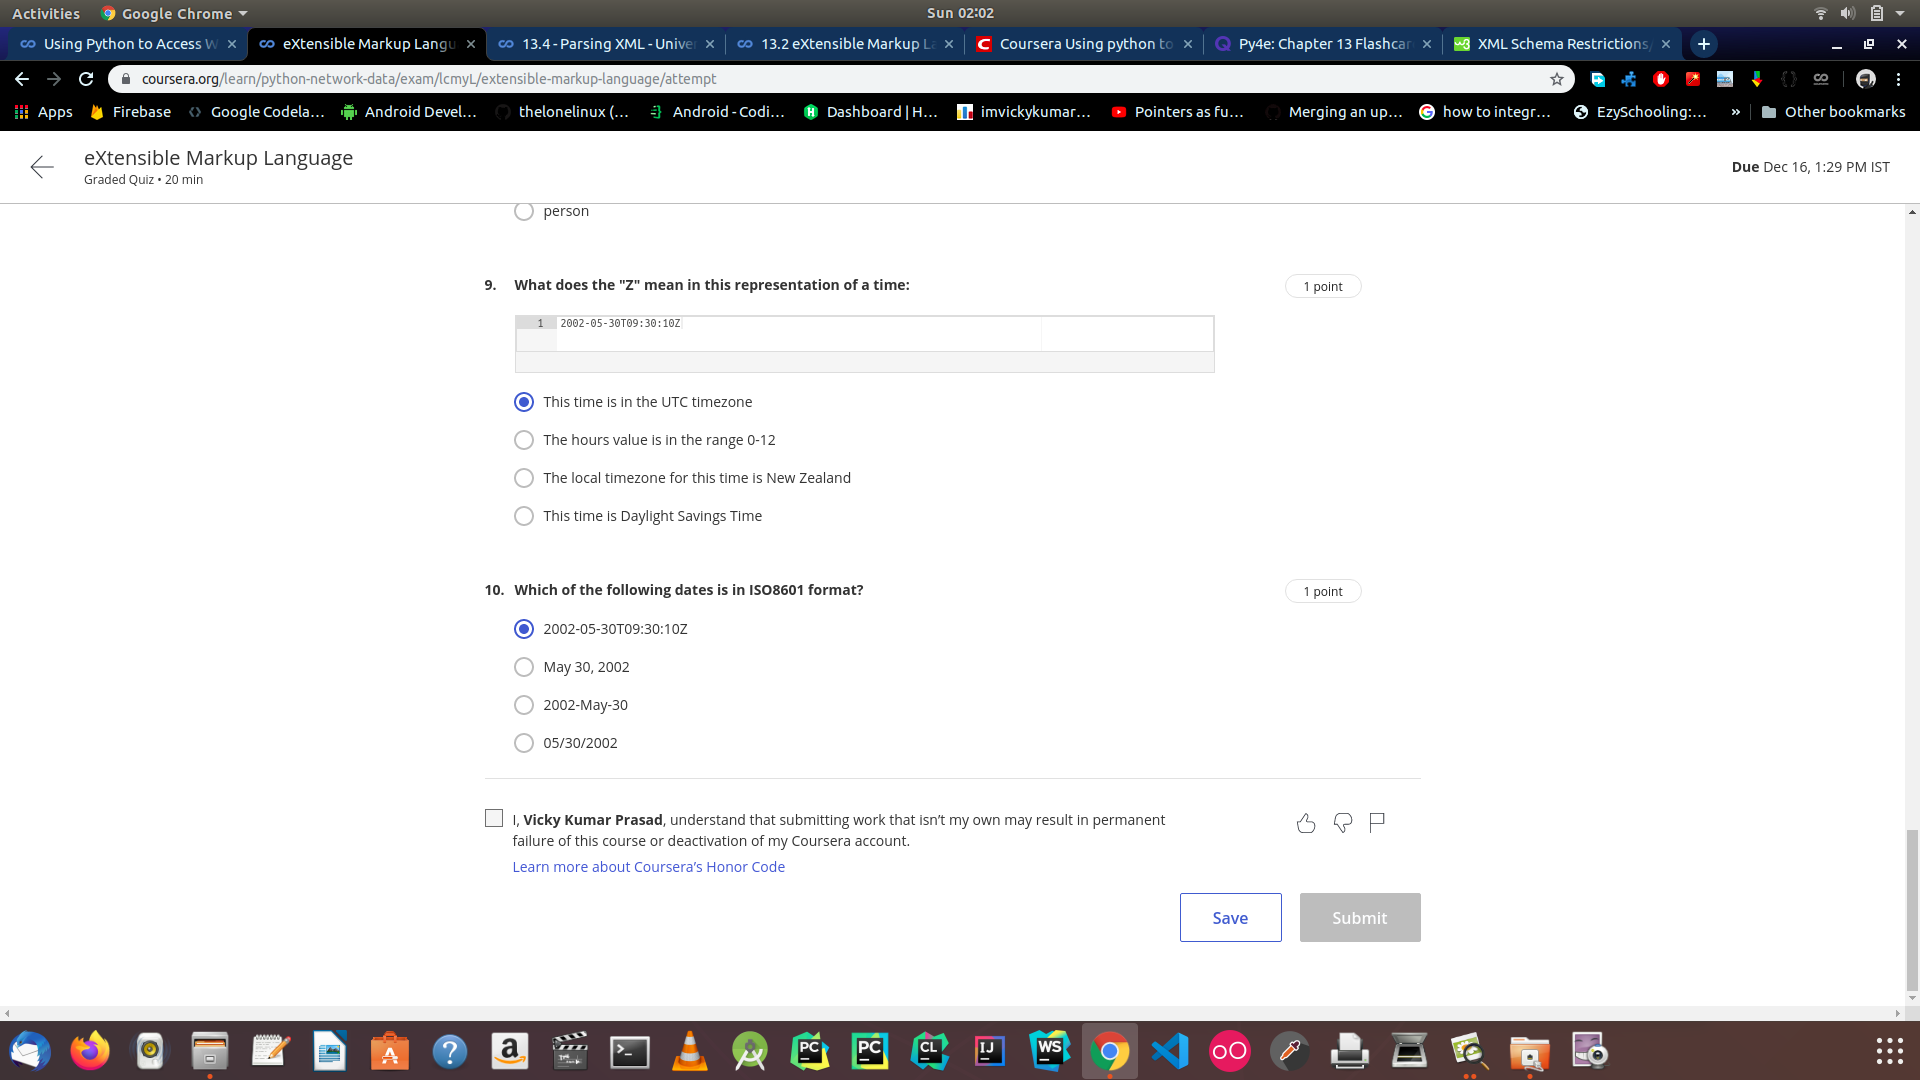 Activities Google Chrome Sun 02:02
Using Python to Access W eXtensible Markup Langu 13.4 - Parsing XML - Unive 13.2 eXtensible Markup La Coursera Using python to Py4e: Chapter 13 Flashcar XML Schema Restrictions/
coursera.org/learn/python-network-data/exam/lcmyL/extensible-markup-language/attempt
Apps Firebase Google Codela... Android Devel... thelonelinux (... Android - Codi... Dashboard | H... imvickykumar... Pointers as fu... Merging an up... how to integr... EzySchooling:... » Other bookmarks
eXtensible Markup Language
Graded Quiz • 20 min
Due Dec 16, 1:29 PM IST
person
9. What does the "Z" mean in this representation of a time:
1 point
1 2002-05-30T09:30:10Z
This time is in the UTC timezone
The hours value is in the range 0-12
The local timezone for this time is New Zealand
This time is Daylight Savings Time
10. Which of the following dates is in ISO8601 format?
1 point
2002-05-30T09:30:10Z
May 30, 2002
2002-May-30
05/30/2002
I, Vicky Kumar Prasad, understand that submitting work that isn't my own may result in permanent
failure of this course or deactivation of my Coursera account.
Learn more about Coursera's Honor Code
Save Submit